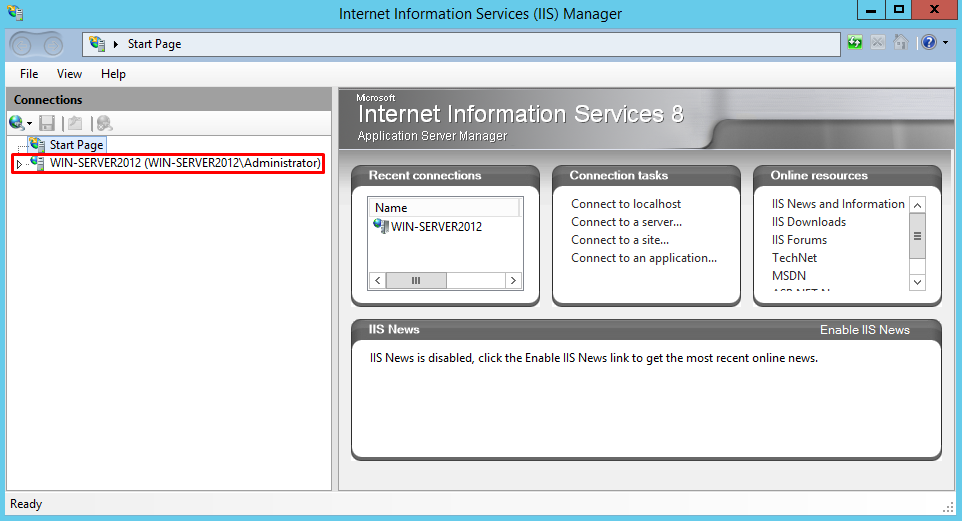 Internet Information Services (IIS) Manager
Start Page
File View Help
Connections
Start Page
WIN-SERVER2012 (WIN-SERVER2012\Administrator)
Microsoft
Internet Information Services 8
Application Server Manager
Recent connections
Name
WIN-SERVER2012
Connection tasks
Connect to localhost
Connect to a server...
Connect to a site...
Connect to an application...
Online resources
IIS News and Information
IIS Downloads
IIS Forums
TechNet
MSDN
IIS News
Enable IIS News
IIS News is disabled, click the Enable IIS News link to get the most recent online news.
Ready